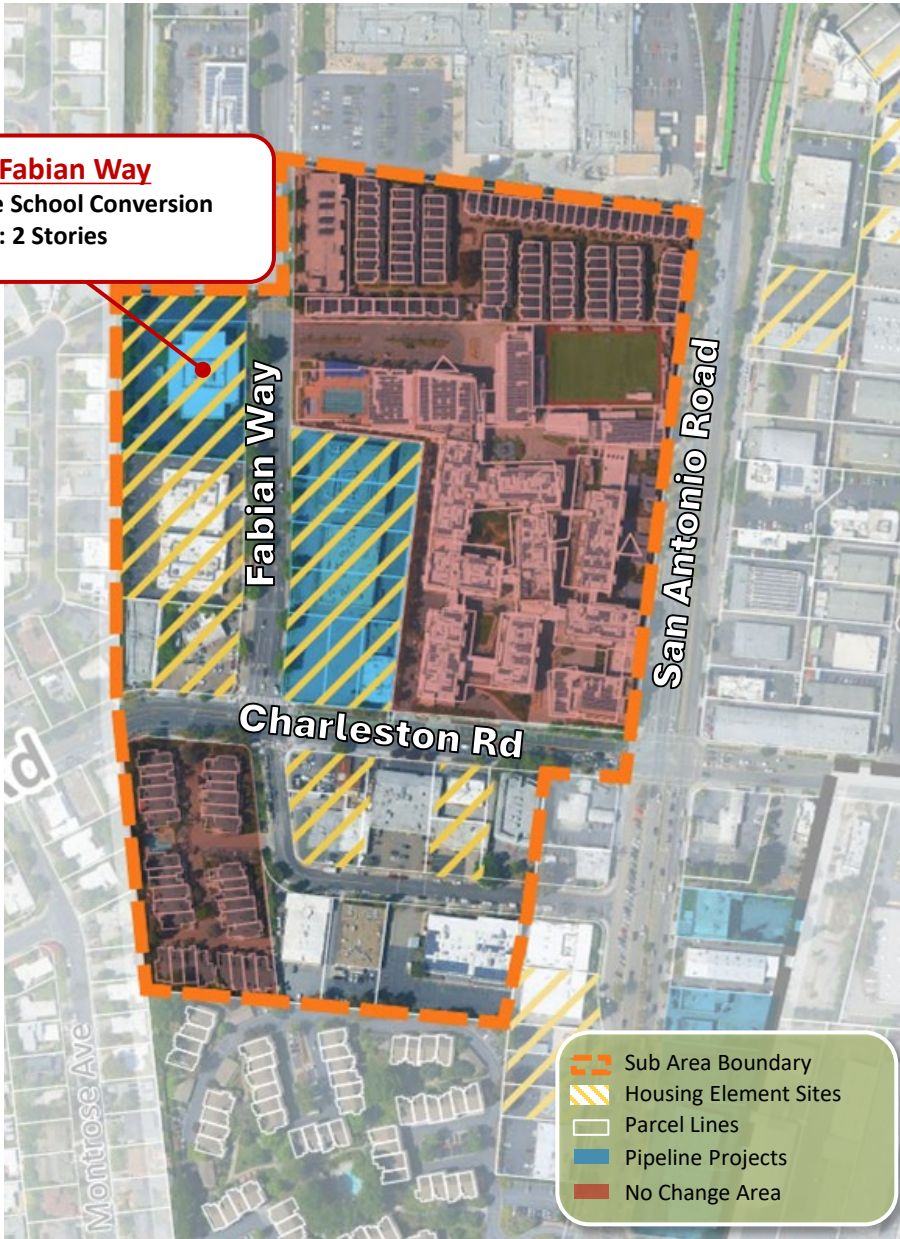 Fabian Way
School Conversion
: 2 Stories
Fabian Way
San Antonio Road
Charleston Rd
Rd
Montrose Ave
Sub Area Boundary
Housing Element Sites
Parcel Lines
Pipeline Projects
No Change Area